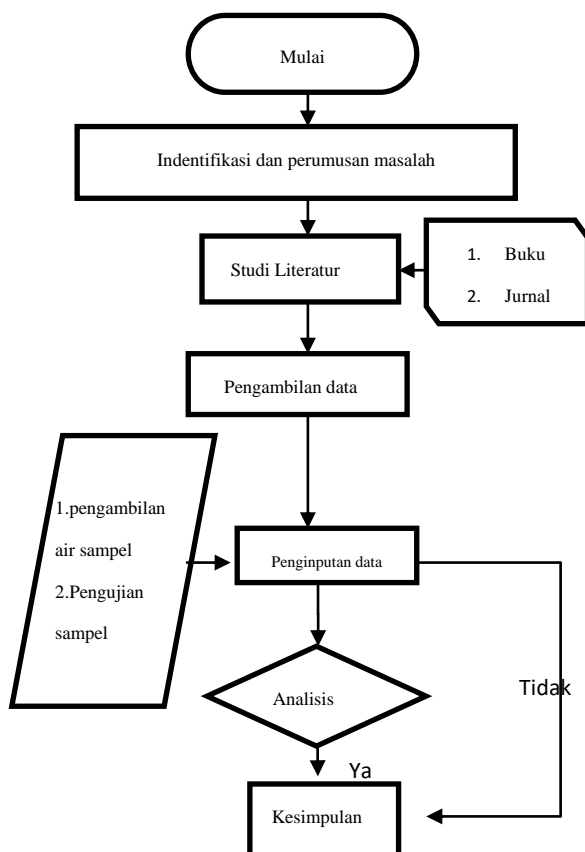 Mulai
Indentifikasi dan perumusan masalah
Studi Literatur
1. Buku
2. Jurnal
Pengambilan data
1.pengambilan
air sampel
2.Pengujian
sampel
Penginputan data
Analisis
Tidak
Ya
Kesimpulan